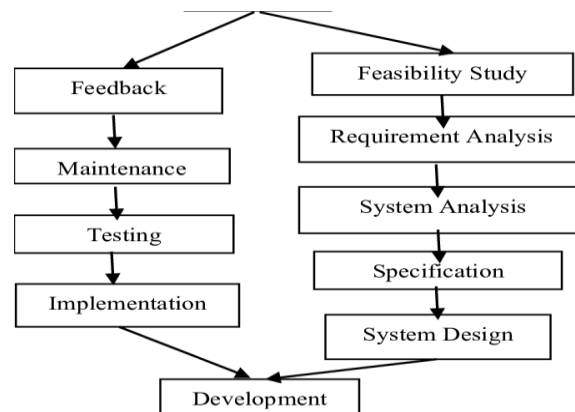 Feedback
Maintenance
Testing
Implementation
Feasibility Study
Requirement Analysis
System Analysis
Specification
System Design
Development